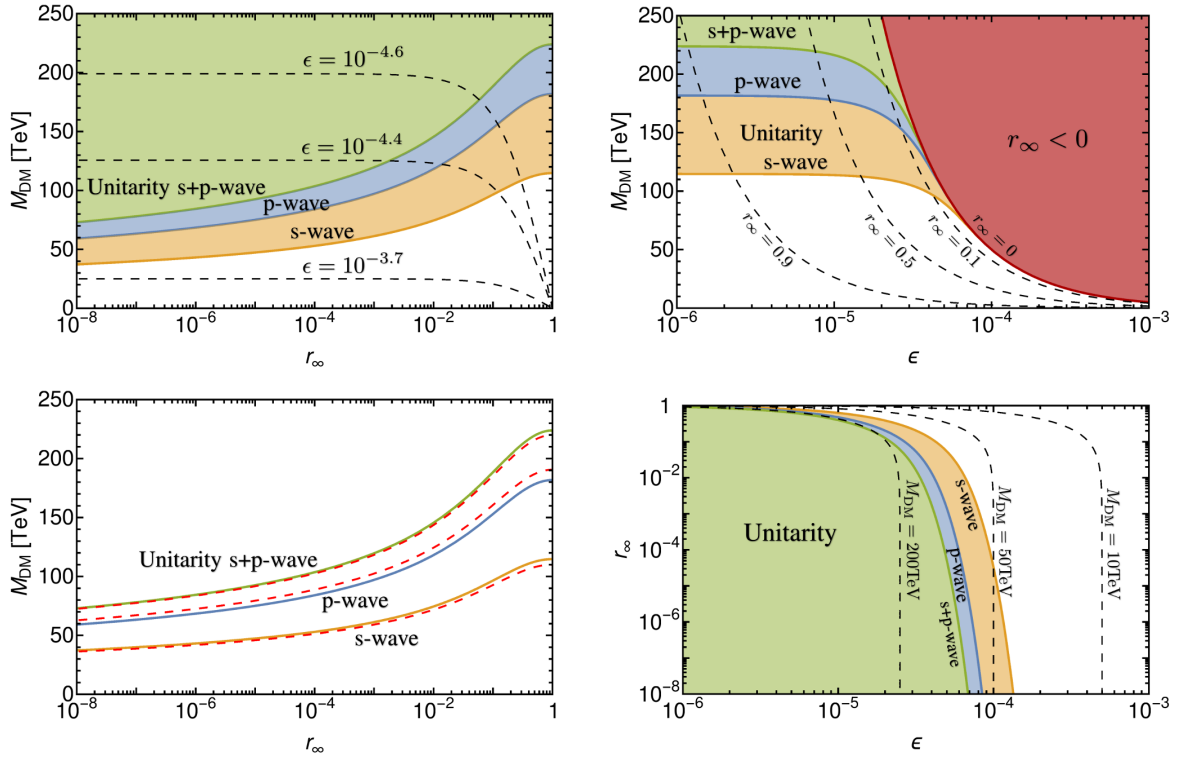 250
200
150
100
50
0
M_DM [TeV]
ϵ = 10^{-4.6}
ϵ = 10^{-4.4}
Unitarity s+p-wave
p-wave
s-wave
ϵ = 10^{-3.7}
10^{-8} 10^{-6} 10^{-4} 10^{-2} 1
r_∞
250
200
150
100
50
0
M_DM [TeV]
s+p-wave
p-wave
Unitarity
s-wave
r_∞ < 0
r_∞ = 0.9
r_∞ = 0.5
r_∞ = 0.1
r_∞ = 0
10^{-6} 10^{-5} 10^{-4} 10^{-3}
ϵ
250
200
150
100
50
0
M_DM [TeV]
Unitarity s+p-wave
p-wave
s-wave
10^{-8} 10^{-6} 10^{-4} 10^{-2} 1
r_∞
1
10^{-2}
10^{-4}
10^{-6}
10^{-8}
r_∞
Unitarity
M_DM = 200TeV
s+p-wave
p-wave
s-wave
M_DM = 50TeV
M_DM = 10TeV
10^{-6} 10^{-5} 10^{-4} 10^{-3}
ϵ